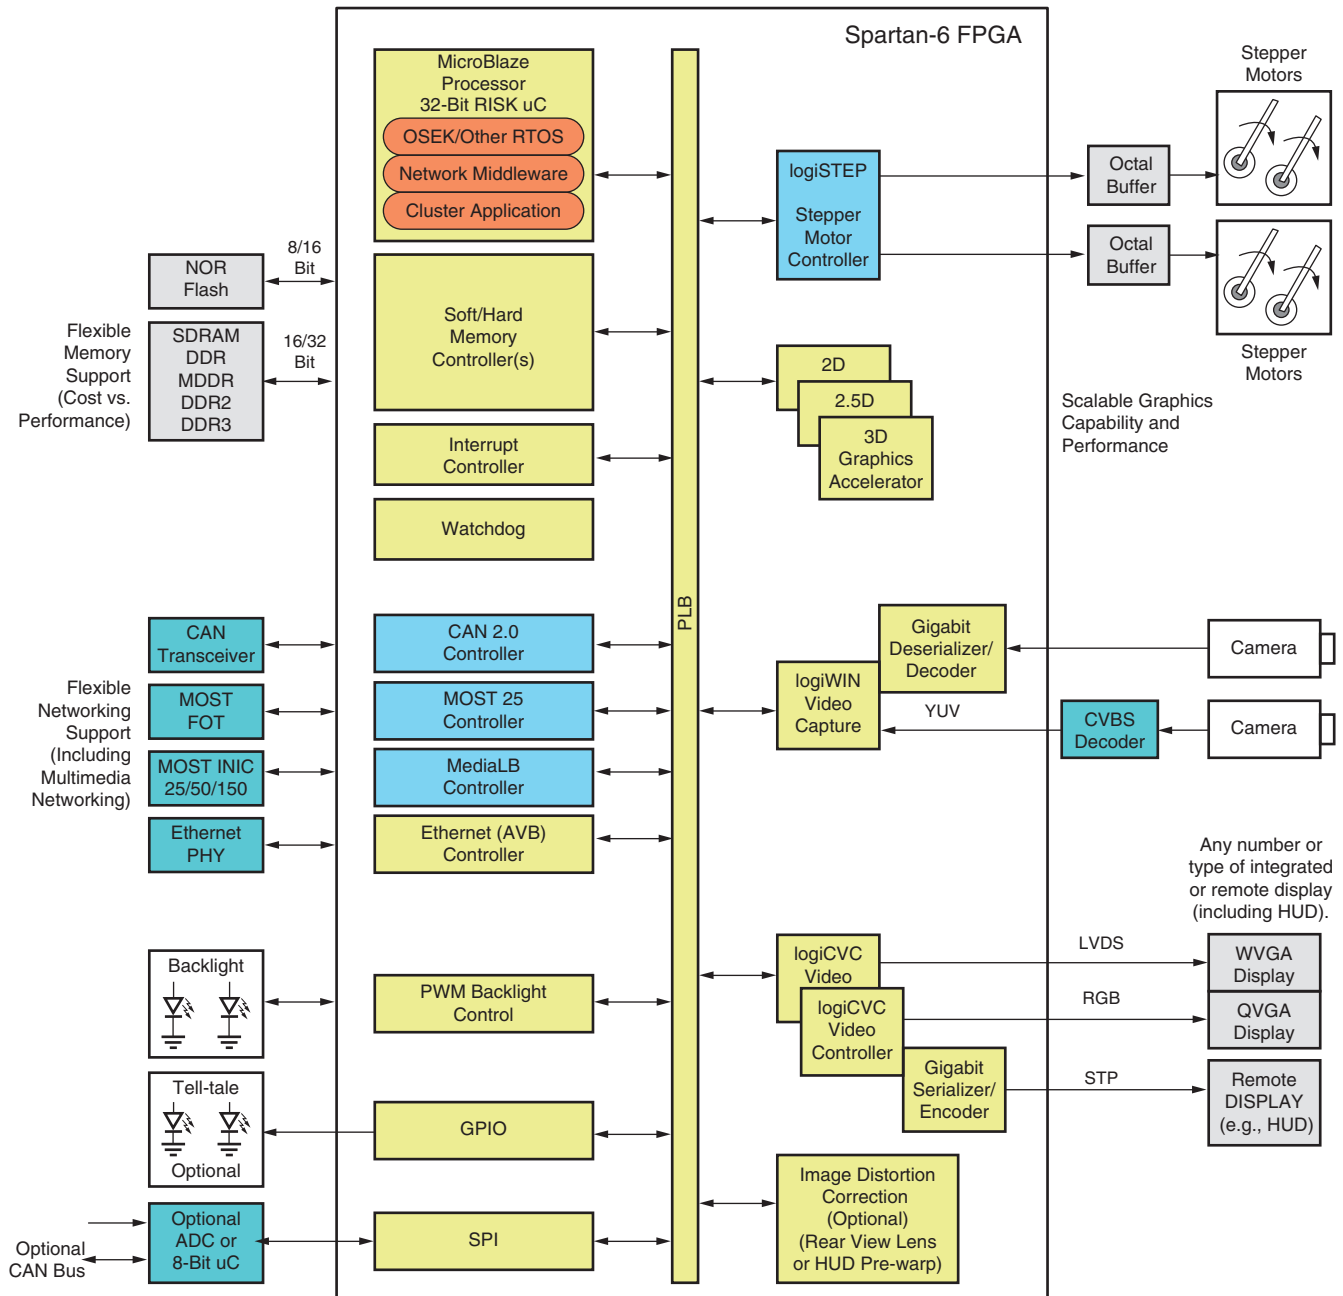 Spartan-6 FPGA
MicroBlaze
Processor
32-Bit RISK uC
OSEK/Other RTOS
Network Middleware
Cluster Application
8/16
Bit
NOR
Flash
Flexible
Memory
Support
(Cost vs.
Performance)
SDRAM
DDR
MDDR
DDR2
DDR3
16/32
Bit
Soft/Hard
Memory
Controller(s)
Interrupt
Controller
Watchdog
PLB
logiSTEP
Stepper
Motor
Controller
Octal
Buffer
Octal
Buffer
Stepper
Motors
Stepper
Motors
2D
2.5D
3D
Graphics
Accelerator
Scalable Graphics
Capability and
Performance
CAN
Transceiver
CAN 2.0
Controller
Flexible
Networking
Support
(Including
Multimedia
Networking)
MOST
FOT
MOST 25
Controller
MOST INIC
25/50/150
MediaLB
Controller
Ethernet
PHY
Ethernet (AVB)
Controller
Gigabit
Deserializer/
Decoder
logiWIN
Video
Capture
YUV
CVBS
Decoder
Camera
Camera
Any number or
type of integrated
or remote display
(including HUD).
Backlight
PWM Backlight
Control
logiCVC
Video
logiCVC
Video
Controller
Gigabit
Serializer/
Encoder
LVDS
RGB
STP
WVGA
Display
QVGA
Display
Remote
DISPLAY
(e.g., HUD)
Tell-tale
Optional
GPIO
Optional
CAN Bus
Optional
ADC or
8-Bit uC
SPI
Image Distortion
Correction
(Optional)
(Rear View Lens
or HUD Pre-warp)